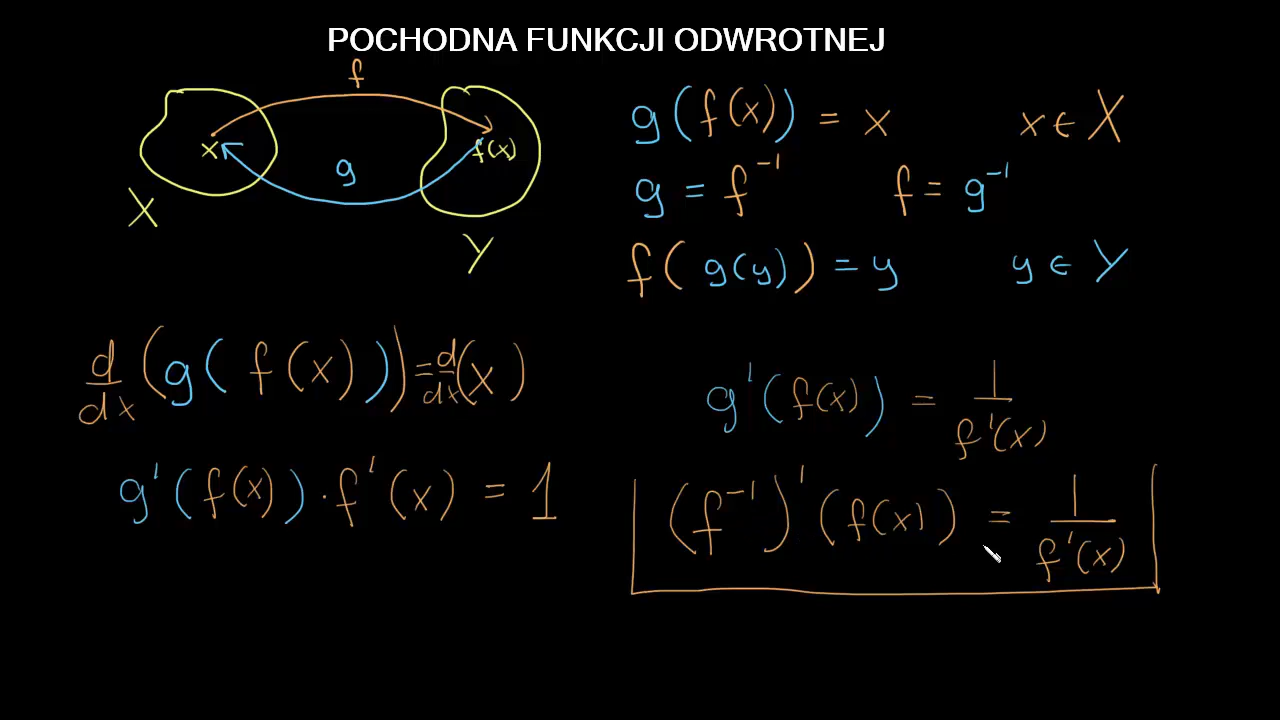 POCHODNA FUNKCJI ODWROTNEJ
f
x f(x)
g
X
Y
g(f(x)) = x x ∈ X
g = f⁻¹ f = g⁻¹
f(g(y)) = y y ∈ Y
d/dx (g(f(x))) = d/dx (x)
g'(f(x)) · f'(x) = 1
g'(f(x)) = 1/f'(x)
(f⁻¹)'(f(x)) = 1/f'(x)